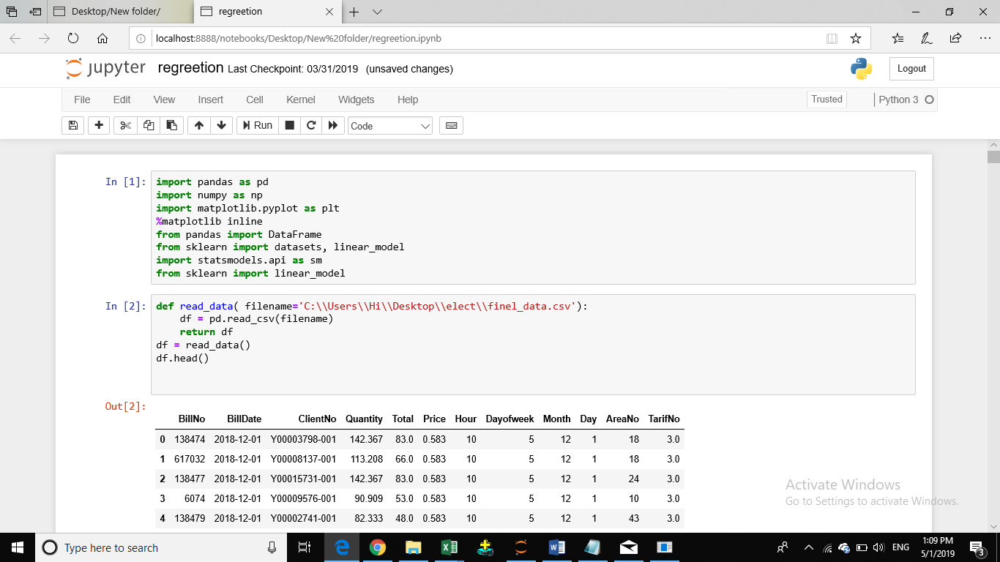 Desktop/New folder/
regreetion
localhost:8888/notebooks/Desktop/New%20folder/regreetion.ipynb
jupyter regreetion Last Checkpoint: 03/31/2019 (unsaved changes)
Logout
File Edit View Insert Cell Kernel Widgets Help
Trusted
Python 3
Run
Code
In [1]:
import pandas as pd
import numpy as np
import matplotlib.pyplot as plt
%matplotlib inline
from pandas import DataFrame
from sklearn import datasets, linear_model
import statsmodels.api as sm
from sklearn import linear_model
In [2]:
def read_data( filename='C:\\Users\\Hi\\Desktop\\elect\\finel_data.csv'):
    df = pd.read_csv(filename)
    return df
df = read_data()
df.head()
Out[2]:
BillNo BillDate ClientNo Quantity Total Price Hour Dayofweek Month Day AreaNo TarifNo
0 138474 2018-12-01 Y00003798-001 142.367 83.0 0.583 10 5 12 1 18 3.0
1 617032 2018-12-01 Y00008137-001 113.208 66.0 0.583 10 5 12 1 18 3.0
2 138477 2018-12-01 Y00015731-001 142.367 83.0 0.583 10 5 12 1 24 3.0
3 6074 2018-12-01 Y00009576-001 90.909 53.0 0.583 10 5 12 1 10 3.0
4 138479 2018-12-01 Y00002741-001 82.333 48.0 0.583 10 5 12 1 43 3.0
Activate Windows
Go to Settings to activate Windows.
Type here to search
ENG
1:09 PM
5/1/2019
3